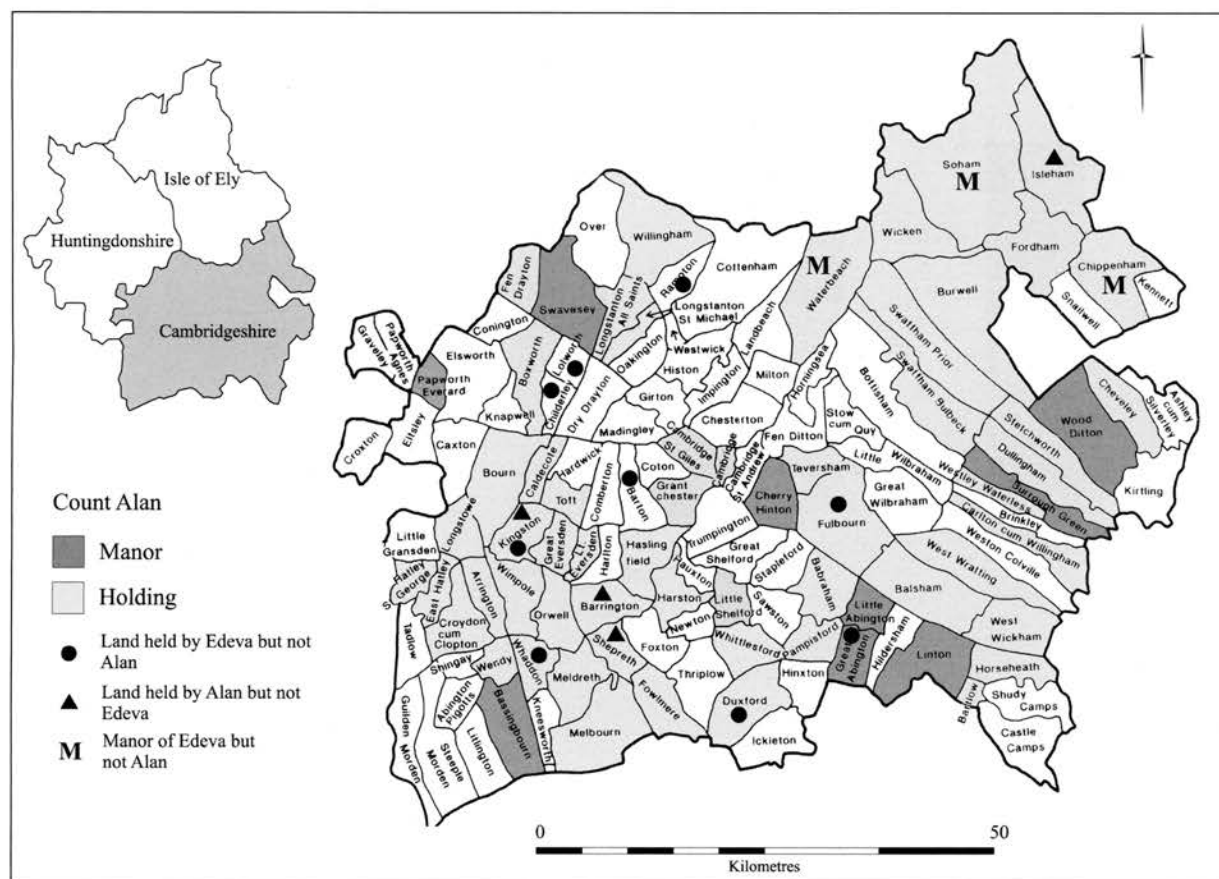 Isle of Ely
Huntingdonshire
Cambridgeshire
Count Alan
Manor
Holding
Land held by Edeva but not
Alan
Land held by Alan but not
Edeva
M
Manor of Edeva but
not Alan
Soham
M
Isleham
Wicken
Fordham
Chippenham
M
Kennett
Snailwell
Over
Willingham
Fen
Drayton
Swavesey
Longstanton
All Saints
Rampton
Cottenham
M
Waterbeach
Burwell
Longstanton
St Michael
Landbeach
Swaffham Prior
Conington
Papworth
Agnes
Graveley
Elsworth
Boxworth
Lolworth
Oakington
Westwick
Histon
Impington
Milton
Horningsea
Bottisham
Swaffham Bulbeck
Papworth
Everard
Childerley
Dry Drayton
Girton
Stetchworth
Wood
Ditton
Cheveley
Ashley
cum
Silverley
Knapwell
Madingley
Chesterton
Stow
cum
Quy
Dullingham
Eltsley
Croxton
Caxton
Cambridge
St Giles
Cambridge
Cambridge
St Andrew
Fen Ditton
Little
Wilbraham
Westley Waterless
Burrough Green
Kirtling
Bourn
Caldecote
Hardwick
Coton
Teversham
Toft
Comberton
Barton
Grant
chester
Cherry
Hinton
Great
Wilbraham
Brinkley
Carlton cum Willingham
Fulbourn
Weston Colville
Longstowe
Kingston
Great
Eversden
Lt.
Eversden
Harlton
Hasling
field
Trumpington
Great
Shelford
Stapleford
West Wratting
Little
Gransden
Hatley
St George
East Hatley
Arrington
Wimpole
Orwell
Barrington
Hauxton
Harston
Little
Shelford
Babraham
Balsham
Newton
Sawston
Little
Abington
West
Wickham
Tadlow
Croydon
cum
Clopton
Shepreth
Foxton
Whittlesford
Pampisford
Great
Abington
Hildersham
Linton
Horseheath
Shingay
Wendy
Whaddon
Meldreth
Thriplow
Hinxton
Bartlow
Shudy
Camps
Guilden
Morden
Steeple
Morden
Abington
Pigotts
Litlington
Bassingbourn
Kneesworth
Melbourn
Fowlmere
Duxford
Ickleton
Castle
Camps
0
50
Kilometres